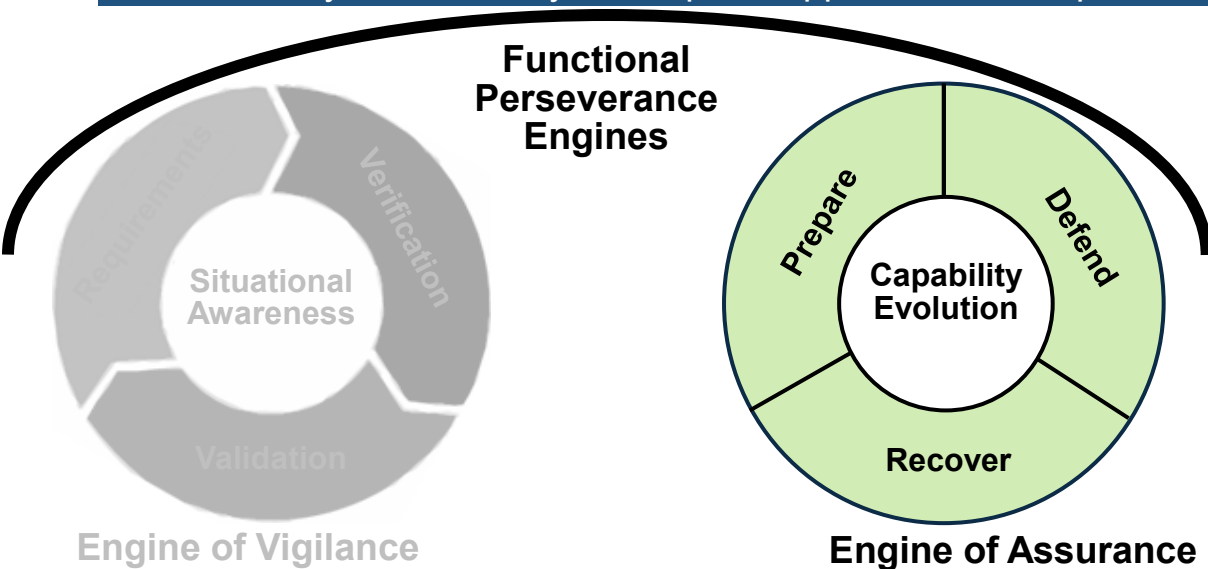 Functional
Perseverance
Engines
Requirements
Verification
Situational
Awareness
Validation
Engine of Vigilance
Prepare
Defend
Capability
Evolution
Recover
Engine of Assurance